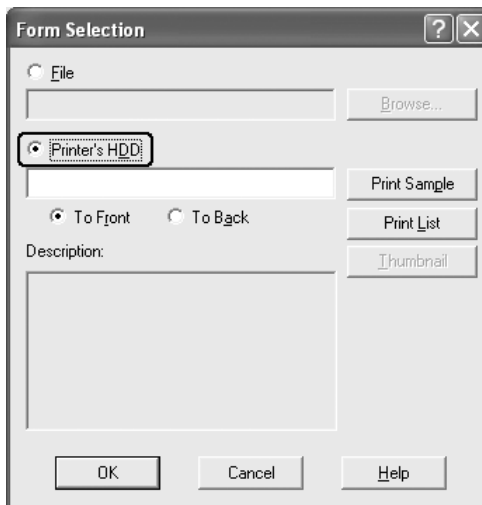 Form Selection
File
Browse...
Printer's HDD
Print Sample
To Front To Back
Print List
Description:
Thumbnail
OK Cancel Help